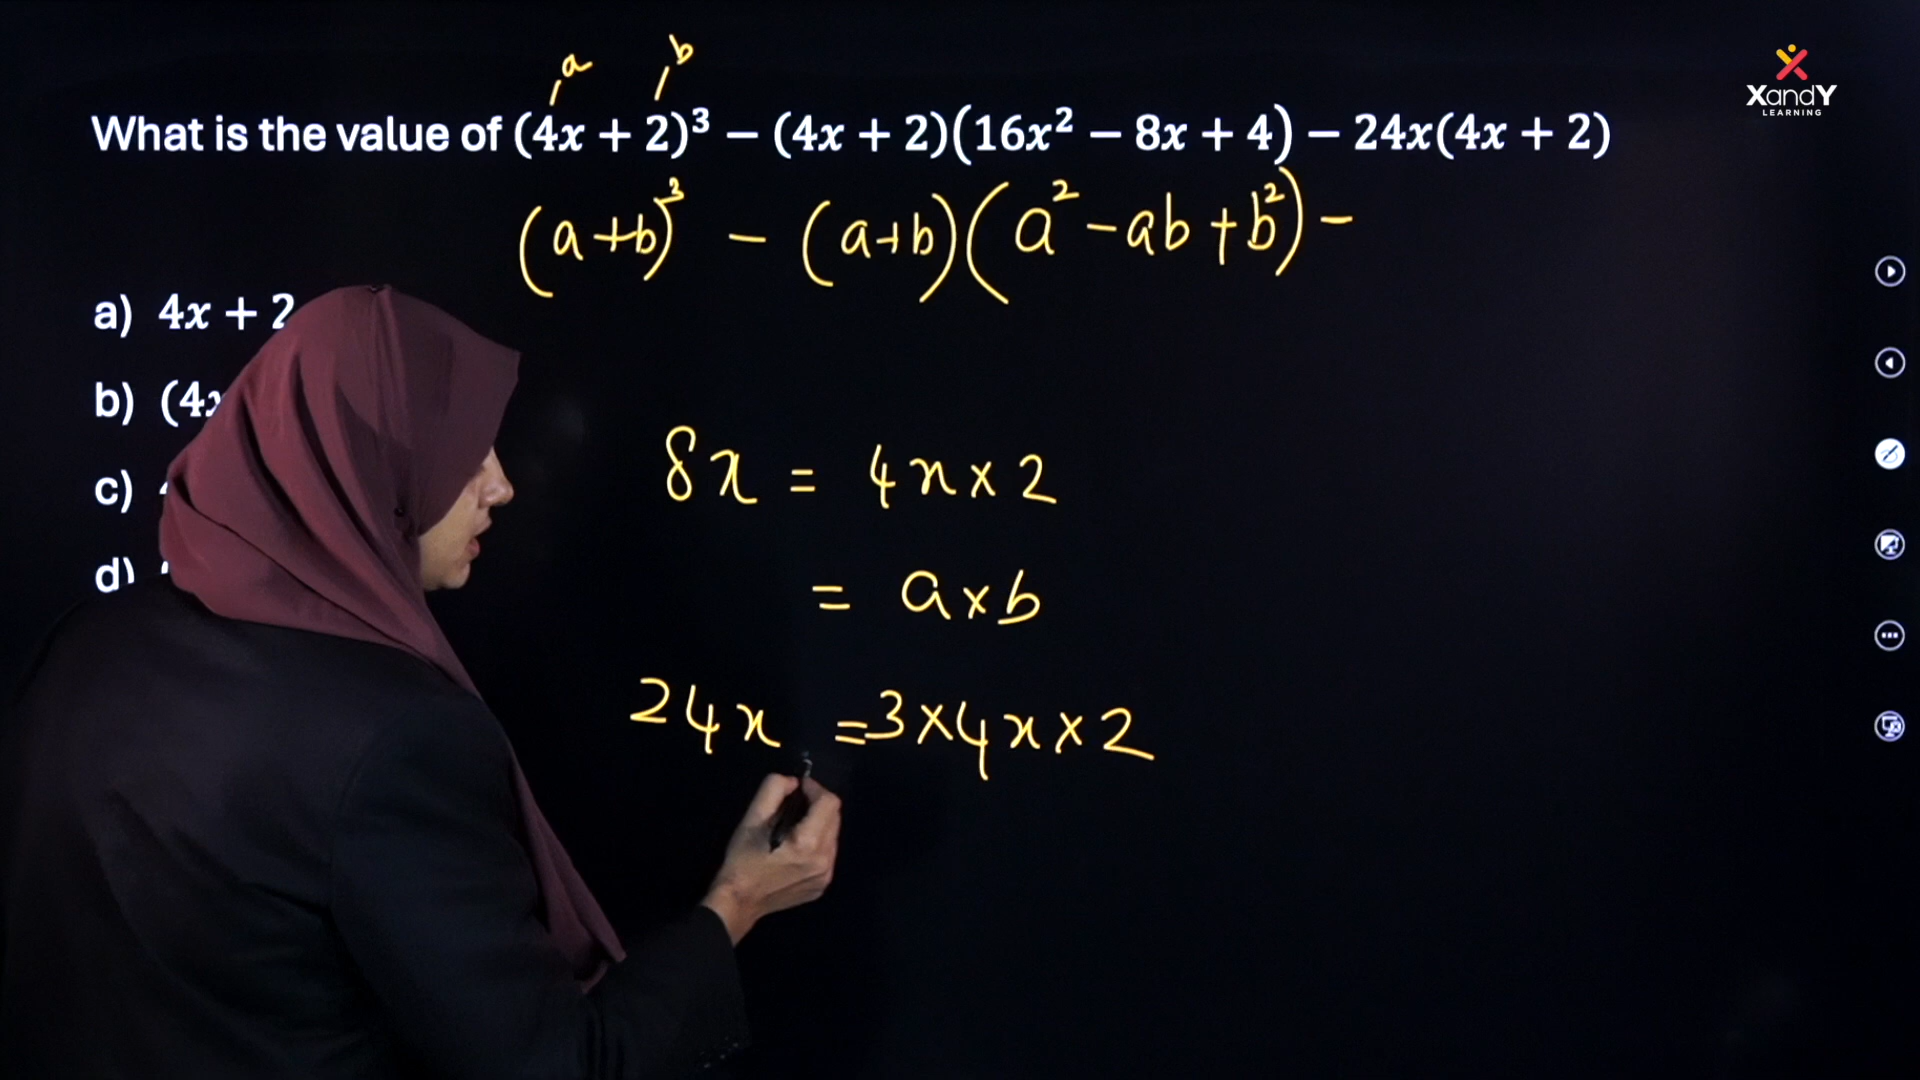 a b
XandY
LEARNING
What is the value of (4x + 2)³ − (4x + 2)(16x² − 8x + 4) − 24x(4x + 2)
(a+b)³ − (a+b)(a² − ab + b²) −
a) 4x + 2
b) (4x
c)
d)
8x = 4x × 2
= a × b
24x = 3 × 4x × 2